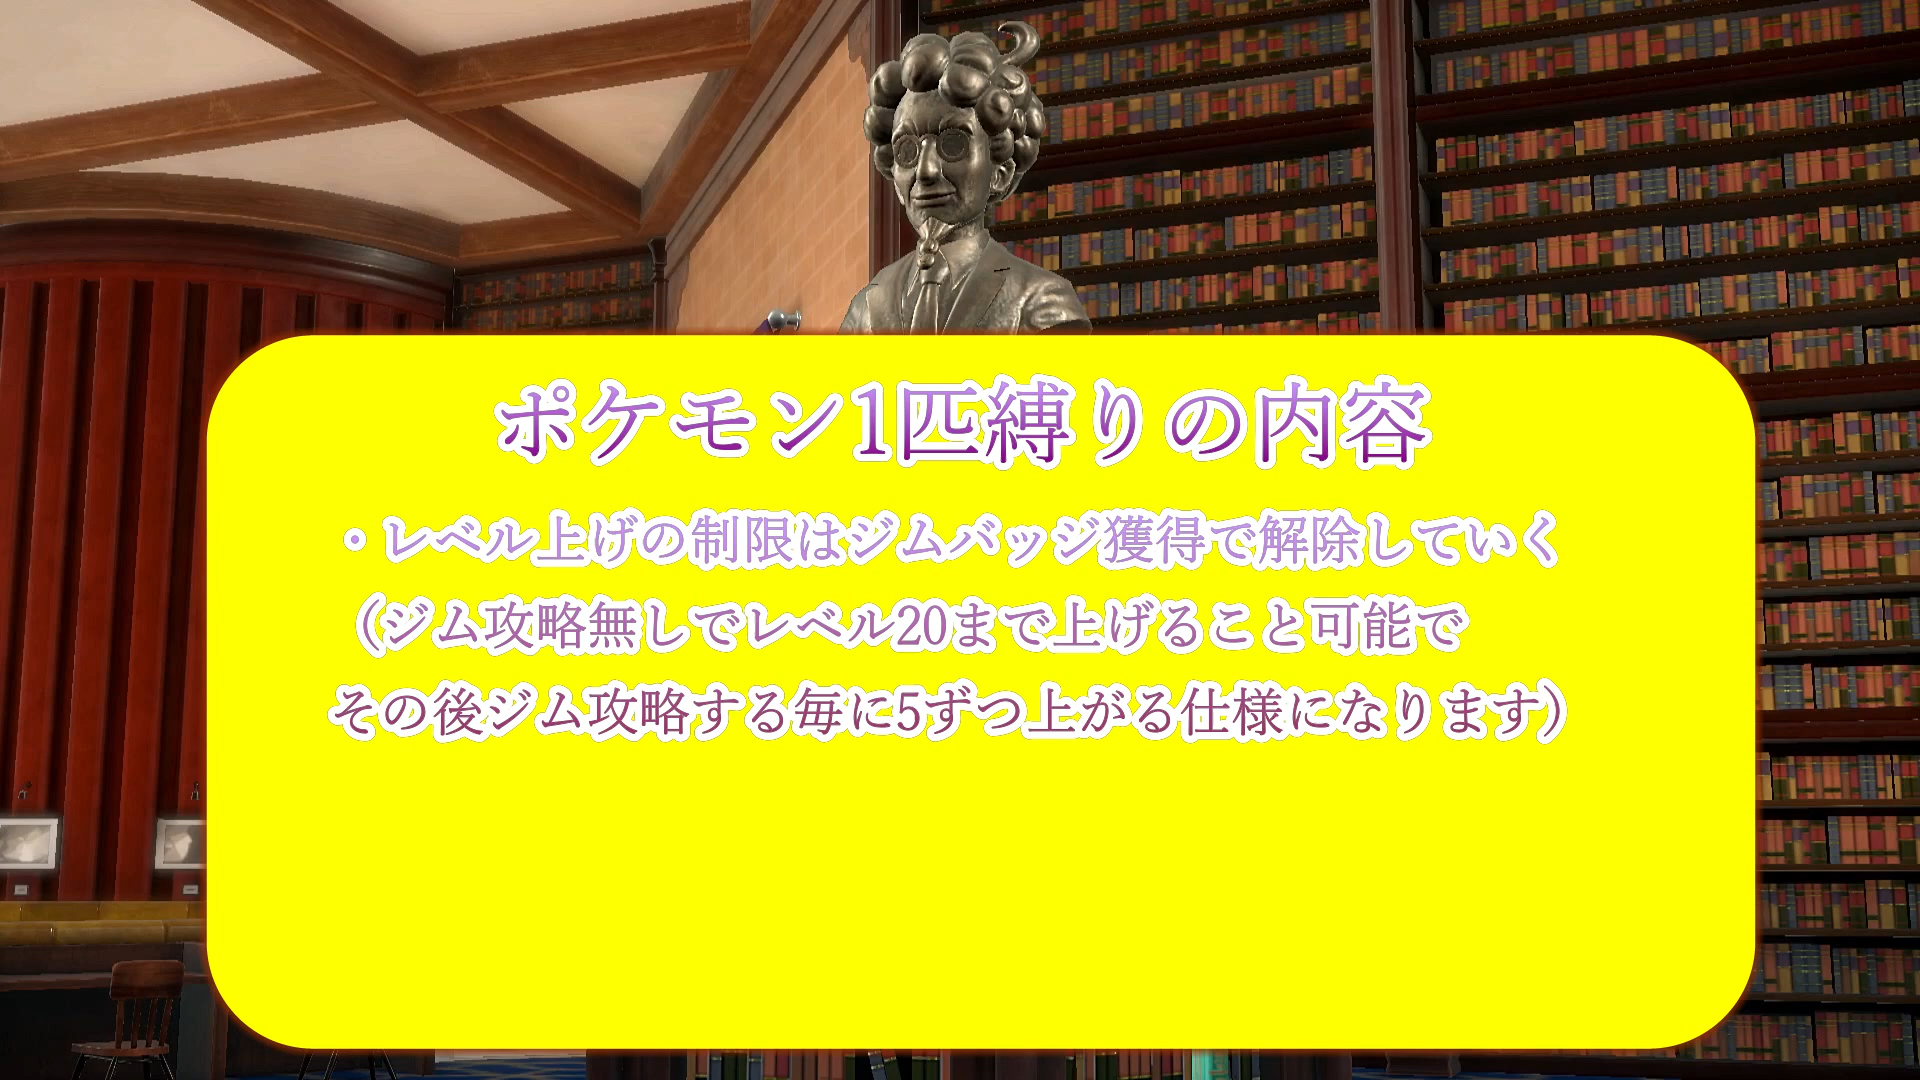 ポケモン1匹縛りの内容
・レベル上げの制限はジムバッジ獲得で解除していく
（ジム攻略無しでレベル20まで上げること可能で
その後ジム攻略する毎に5ずつ上がる仕様になります）